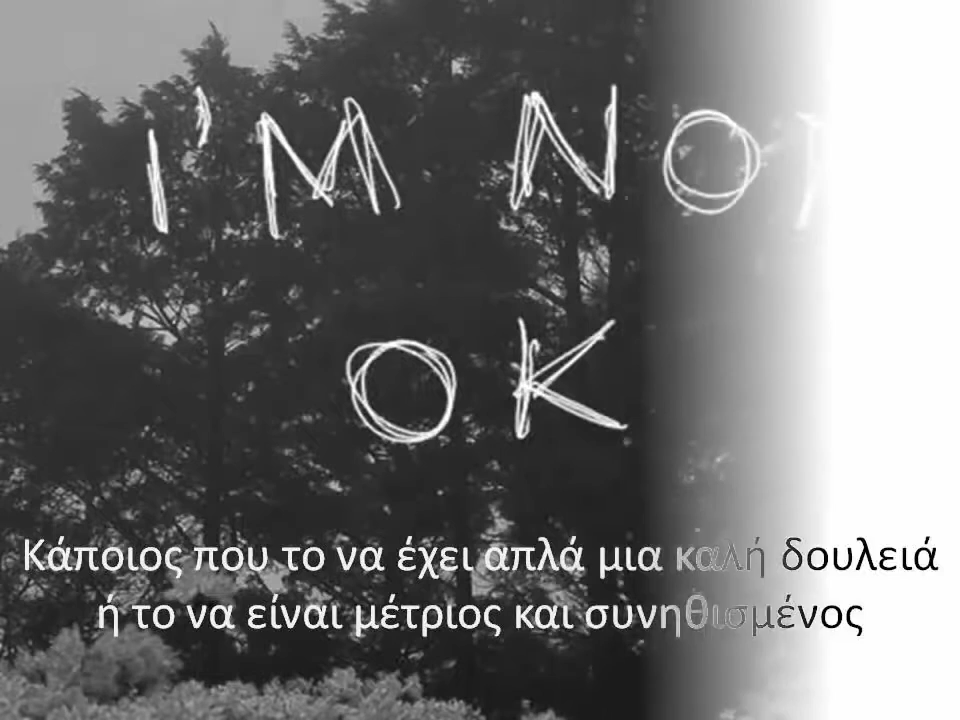 I'M NOT
OK
Κάποιος που το να έχει απλά μια καλή δουλειά
ή το να είναι μέτριος και συνηθισμένος